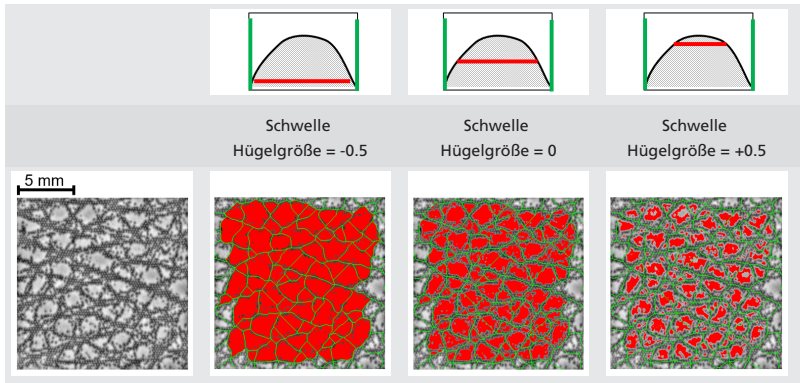 Schwelle
Hügelgröße = -0.5
Schwelle
Hügelgröße = 0
Schwelle
Hügelgröße = +0.5
5 mm